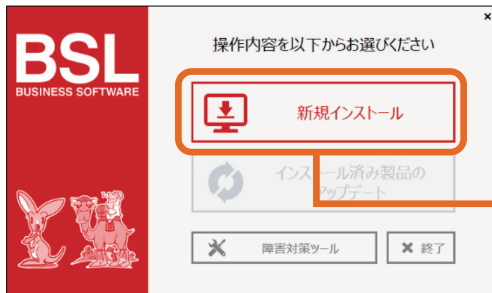 ×
BSL
BUSINESS SOFTWARE
操作内容を以下からお選びください
新規インストール
インストール済み製品の
アップデート
障害対策ツール
✖ 終了